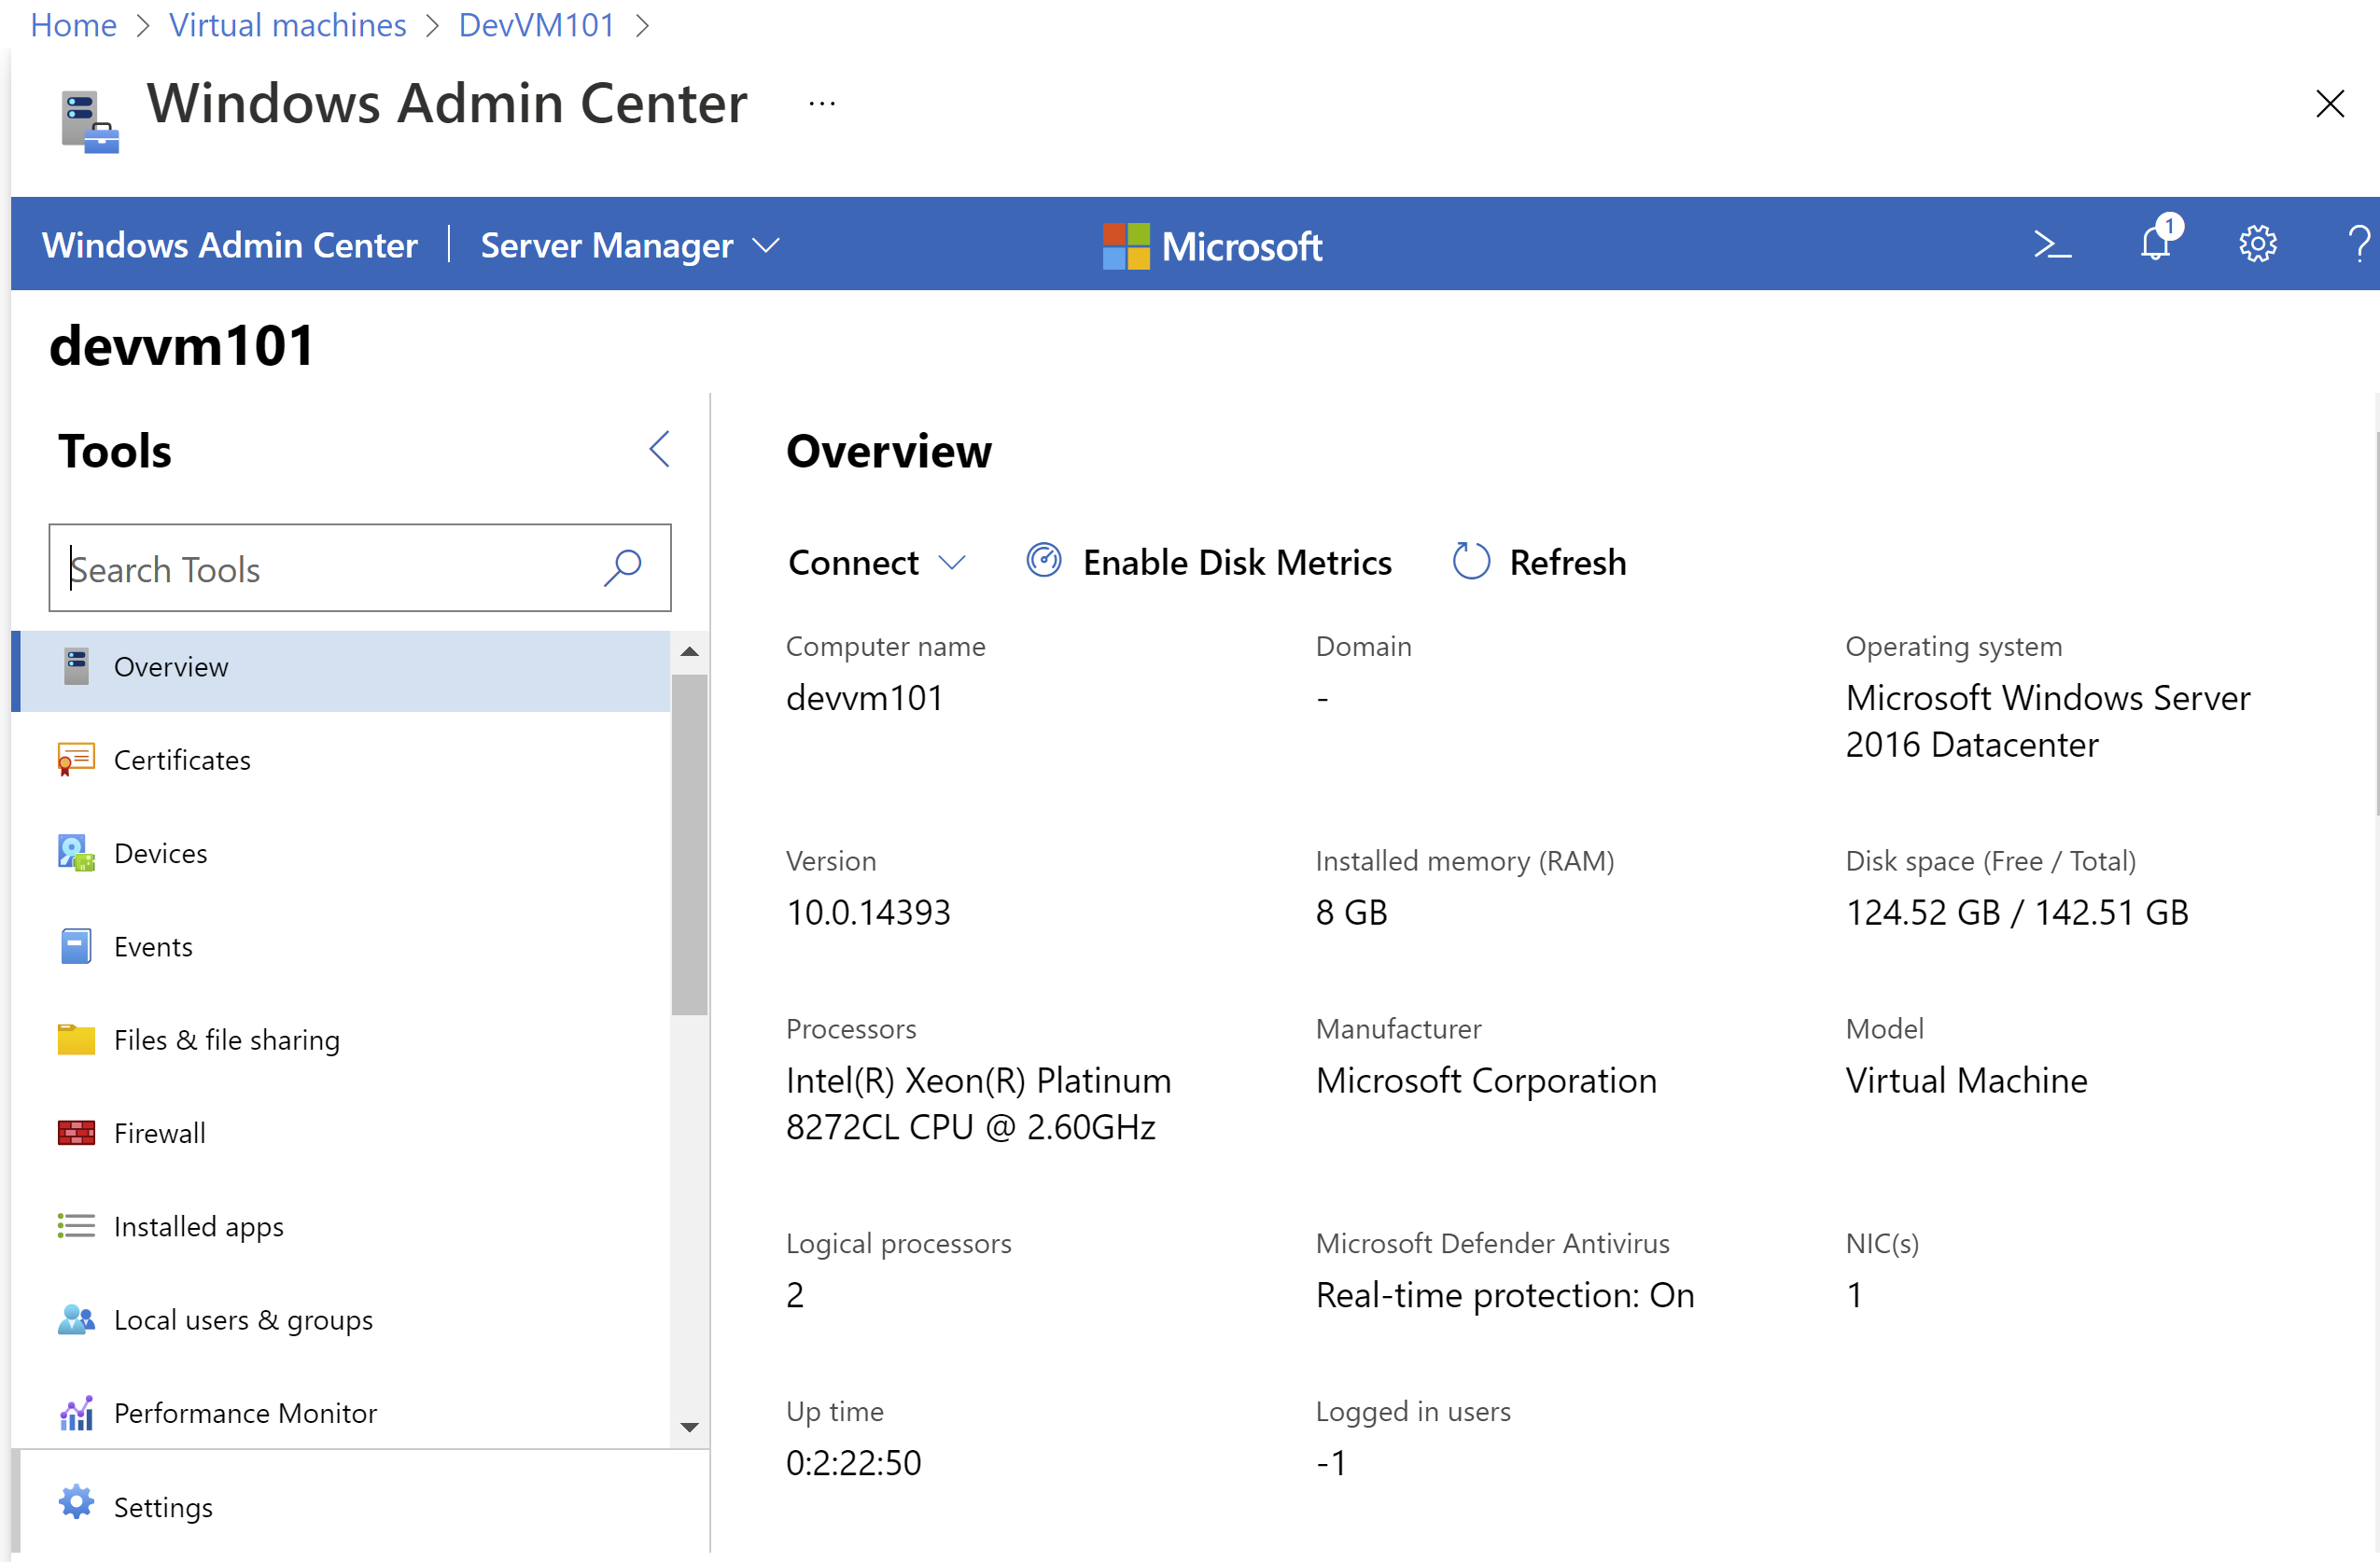 Home > Virtual machines > DevVM101 >
Windows Admin Center ...
Windows Admin Center | Server Manager
Microsoft
1
?
devvm101
Tools
Search Tools
Overview
Certificates
Devices
Events
Files & file sharing
Firewall
Installed apps
Local users & groups
Performance Monitor
Settings
Overview
Connect
Enable Disk Metrics
Refresh
Computer name
devvm101
Domain
-
Operating system
Microsoft Windows Server
2016 Datacenter
Version
10.0.14393
Installed memory (RAM)
8 GB
Disk space (Free / Total)
124.52 GB / 142.51 GB
Processors
Intel(R) Xeon(R) Platinum
8272CL CPU @ 2.60GHz
Manufacturer
Microsoft Corporation
Model
Virtual Machine
Logical processors
2
Microsoft Defender Antivirus
Real-time protection: On
NIC(s)
1
Up time
0:2:22:50
Logged in users
-1